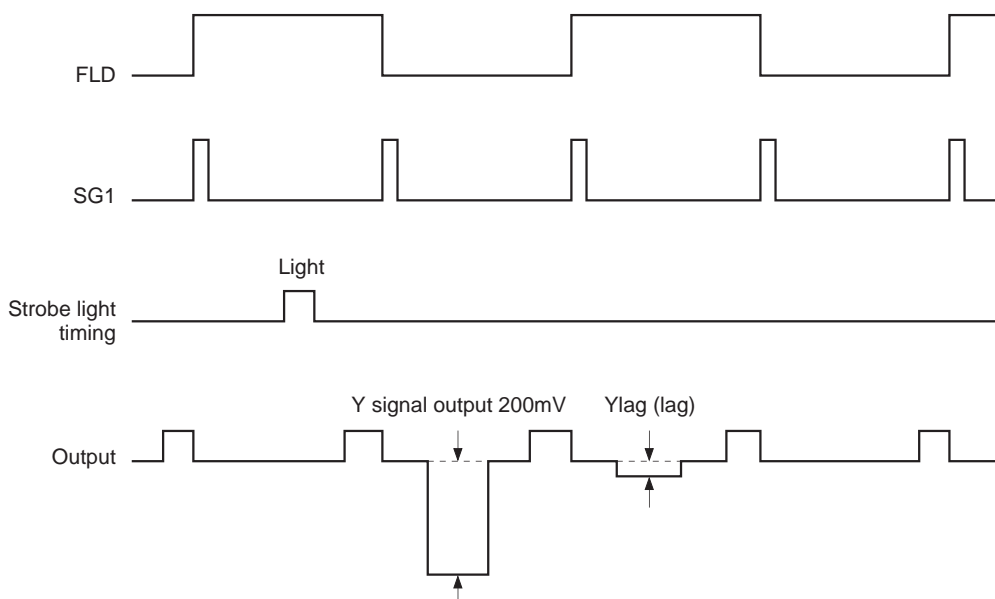 FLD
SG1
Light
Strobe light
timing
Y signal output 200mV
Ylag (lag)
Output